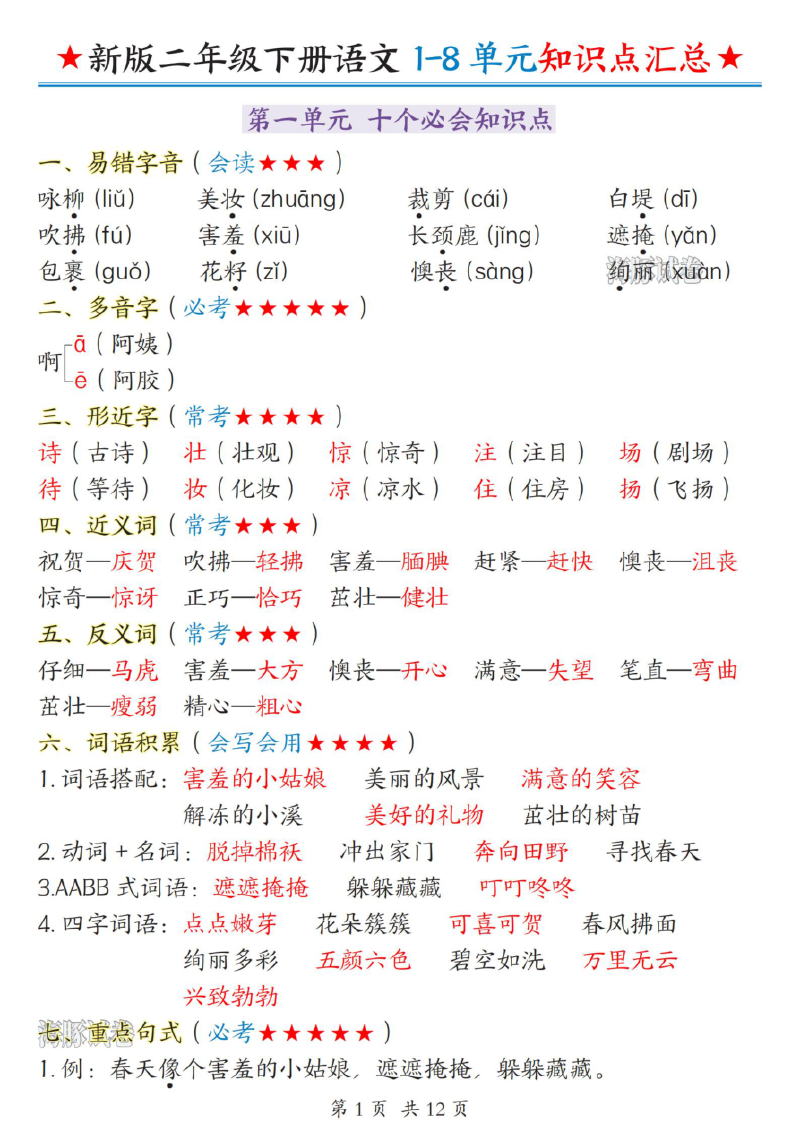 ★新版二年级下册语文 1-8 单元知识点汇总★
第一单元 十个必会知识点
一、易错字音（会读★★★）
咏柳 (liǔ) 美妆 (zhuāng) 裁剪 (cái) 白堤 (dī)
吹拂 (fú) 害羞 (xiū) 长颈鹿 (jǐng) 遮掩 (yǎn)
包裹 (guǒ) 花籽 (zǐ) 懊丧 (sàng) 绚丽 (xuàn)
海豚试卷
二、多音字（必考★★★★★）
啊 ā（阿姨）
ē（阿胶）
三、形近字（常考★★★★）
诗（古诗） 壮（壮观） 惊（惊奇） 注（注目） 场（剧场）
待（等待） 妆（化妆） 凉（凉水） 住（住房） 扬（飞扬）
四、近义词（常考★★★）
祝贺—庆贺 吹拂—轻拂 害羞—腼腆 赶紧—赶快 懊丧—沮丧
惊奇—惊讶 正巧—恰巧 茁壮—健壮
五、反义词（常考★★★）
仔细—马虎 害羞—大方 懊丧—开心 满意—失望 笔直—弯曲
茁壮—瘦弱 精心—粗心
六、词语积累（会写会用★★★★）
1. 词语搭配：害羞的小姑娘 美丽的风景 满意的笑容
解冻的小溪 美好的礼物 茁壮的树苗
2. 动词 + 名词：脱掉棉袄 冲出家门 奔向田野 寻找春天
3.AABB 式词语：遮遮掩掩 躲躲藏藏 叮叮咚咚
4. 四字词语：点点嫩芽 花朵簇簇 可喜可贺 春风拂面
绚丽多彩 五颜六色 碧空如洗 万里无云
兴致勃勃
七、重点句式（必考★★★★★）
海豚试卷
1. 例：春天像个害羞的小姑娘，遮遮掩掩，躲躲藏藏。
第 1 页 共 12 页